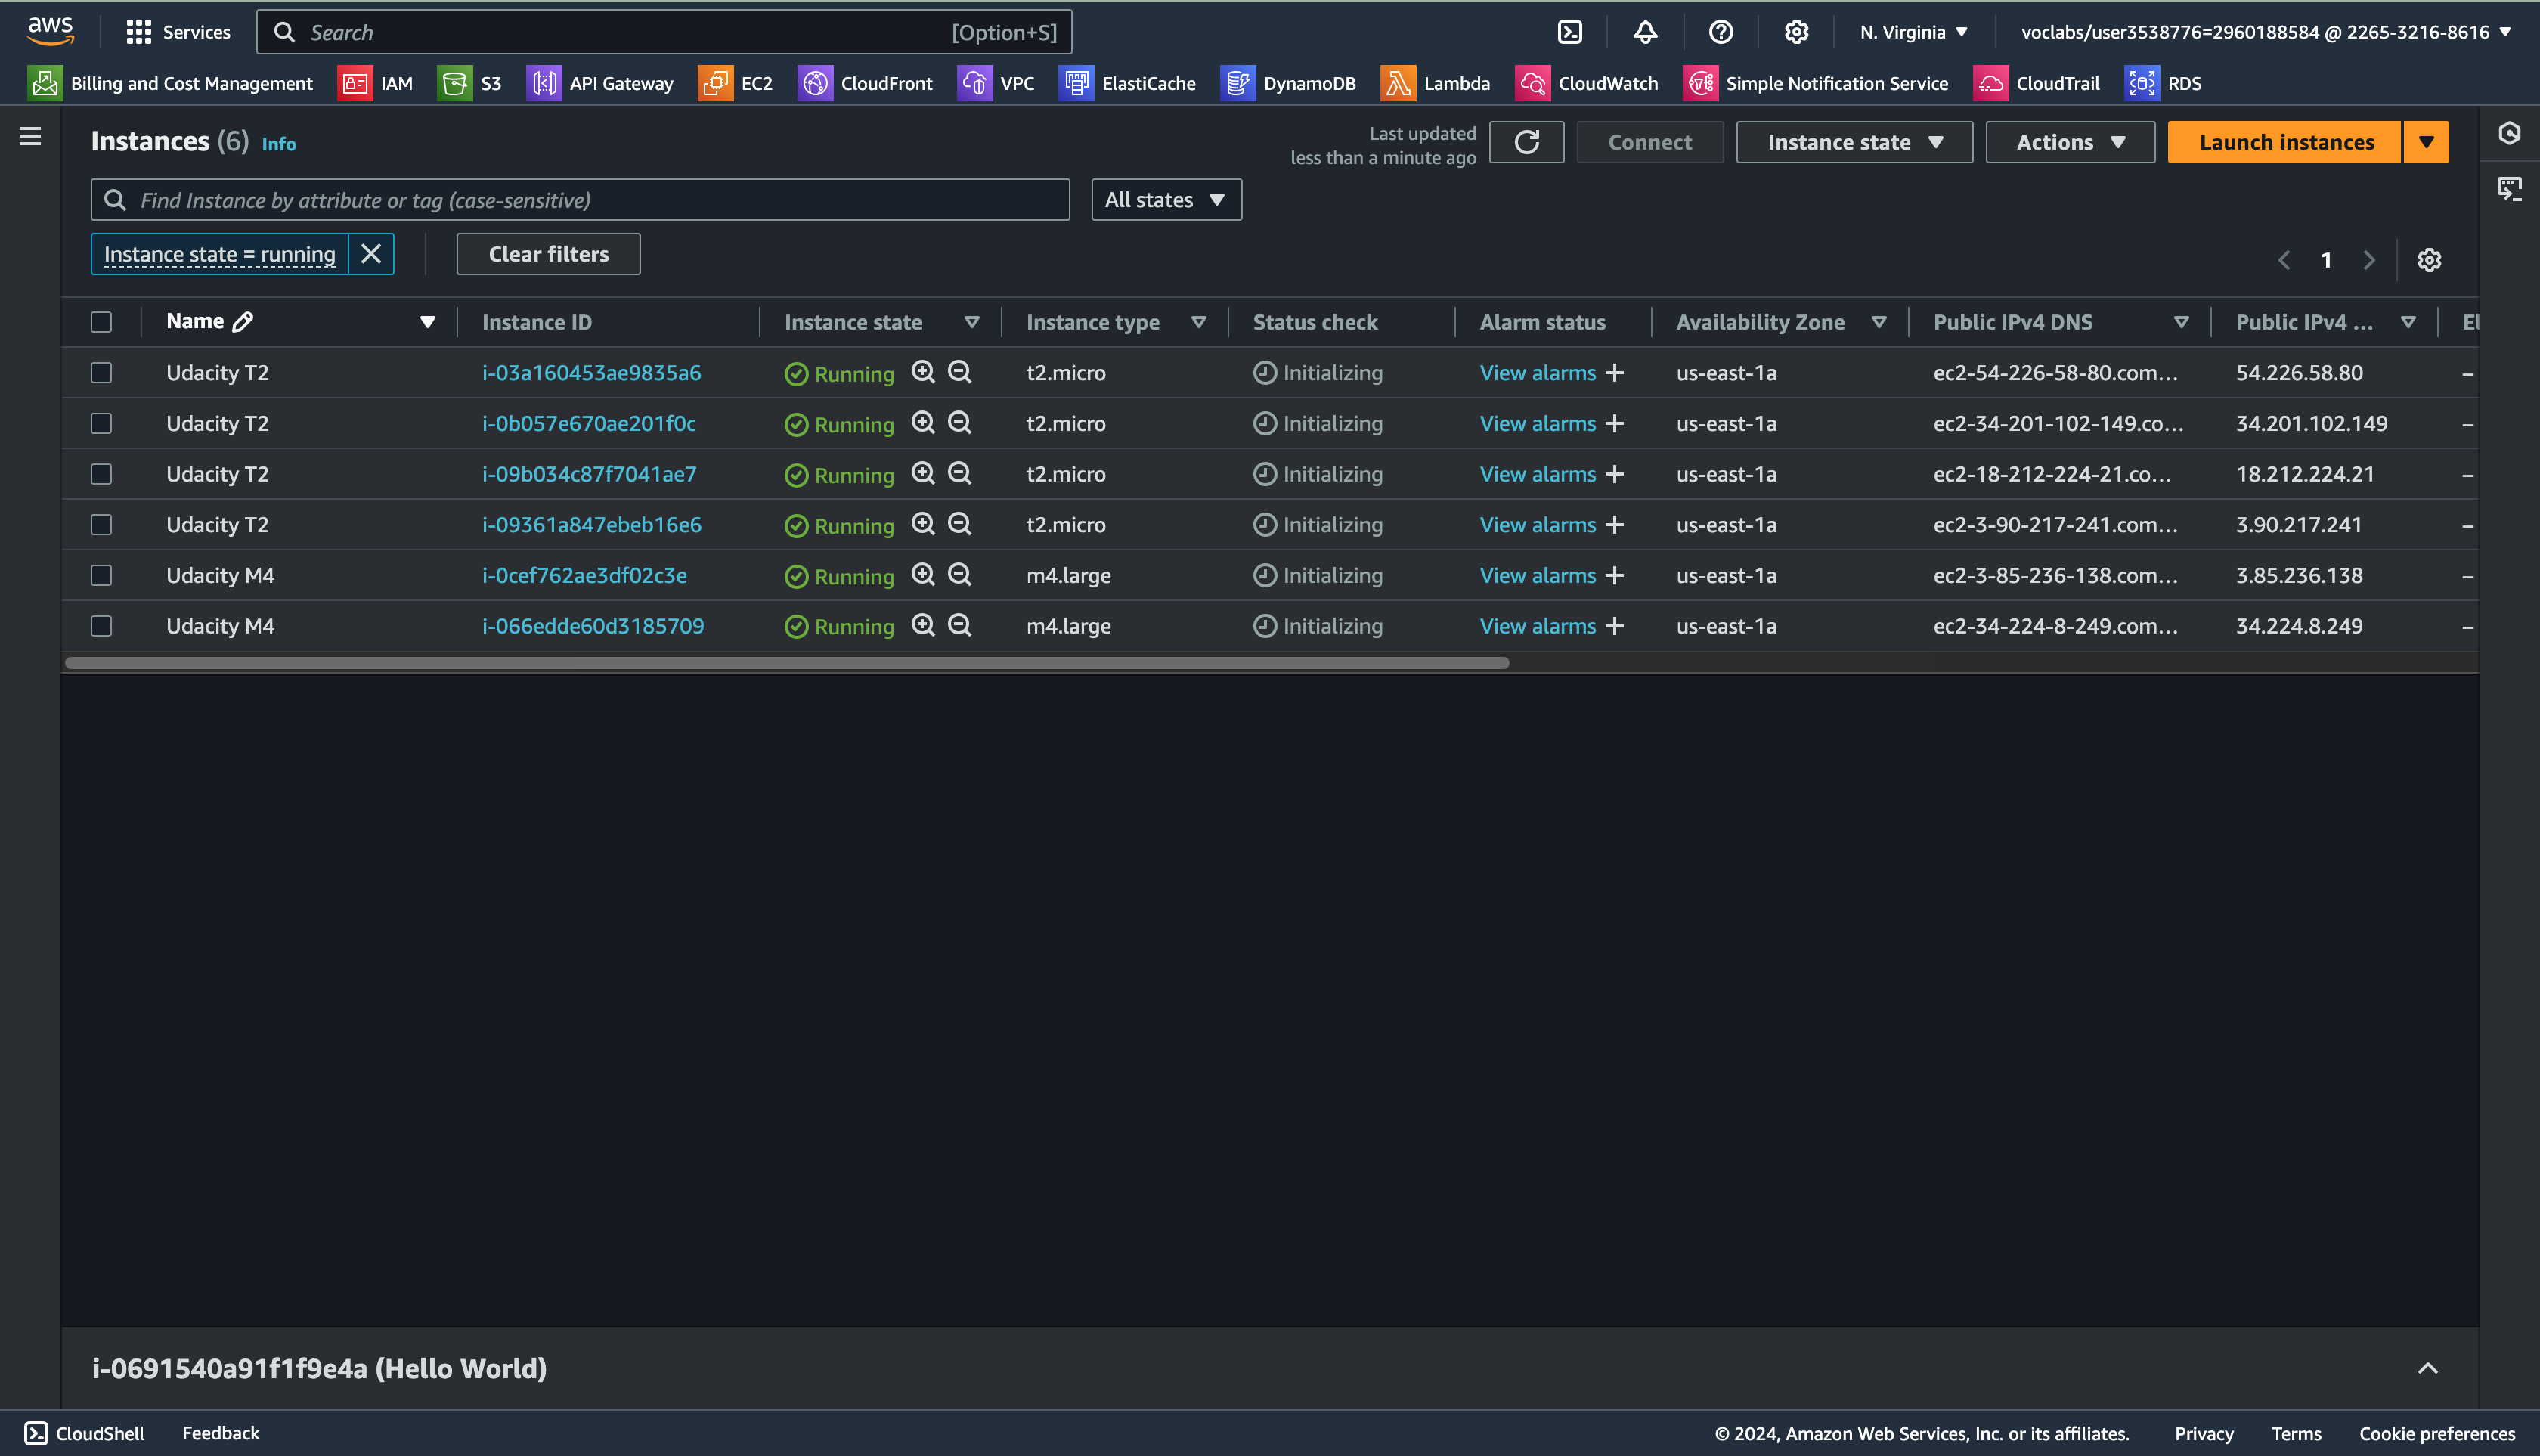 aws Services Search [Option+S] N. Virginia voclabs/user3538776=2960188584 @ 2265-3216-8616
Billing and Cost Management IAM S3 API Gateway EC2 CloudFront VPC ElastiCache DynamoDB Lambda CloudWatch Simple Notification Service CloudTrail RDS
Instances (6) Info Last updated less than a minute ago Connect Instance state Actions Launch instances
Find Instance by attribute or tag (case-sensitive) All states
Instance state = running Clear filters 1
Name Instance ID Instance state Instance type Status check Alarm status Availability Zone Public IPv4 DNS Public IPv4 ... El
Udacity T2 i-03a160453ae9835a6 Running t2.micro Initializing View alarms + us-east-1a ec2-54-226-58-80.com... 54.226.58.80 –
Udacity T2 i-0b057e670ae201f0c Running t2.micro Initializing View alarms + us-east-1a ec2-34-201-102-149.co... 34.201.102.149 –
Udacity T2 i-09b034c87f7041ae7 Running t2.micro Initializing View alarms + us-east-1a ec2-18-212-224-21.co... 18.212.224.21 –
Udacity T2 i-09361a847ebeb16e6 Running t2.micro Initializing View alarms + us-east-1a ec2-3-90-217-241.com... 3.90.217.241 –
Udacity M4 i-0cef762ae3df02c3e Running m4.large Initializing View alarms + us-east-1a ec2-3-85-236-138.com... 3.85.236.138 –
Udacity M4 i-066edde60d3185709 Running m4.large Initializing View alarms + us-east-1a ec2-34-224-8-249.com... 34.224.8.249 –
i-0691540a91f1f9e4a (Hello World)
CloudShell Feedback © 2024, Amazon Web Services, Inc. or its affiliates. Privacy Terms Cookie preferences